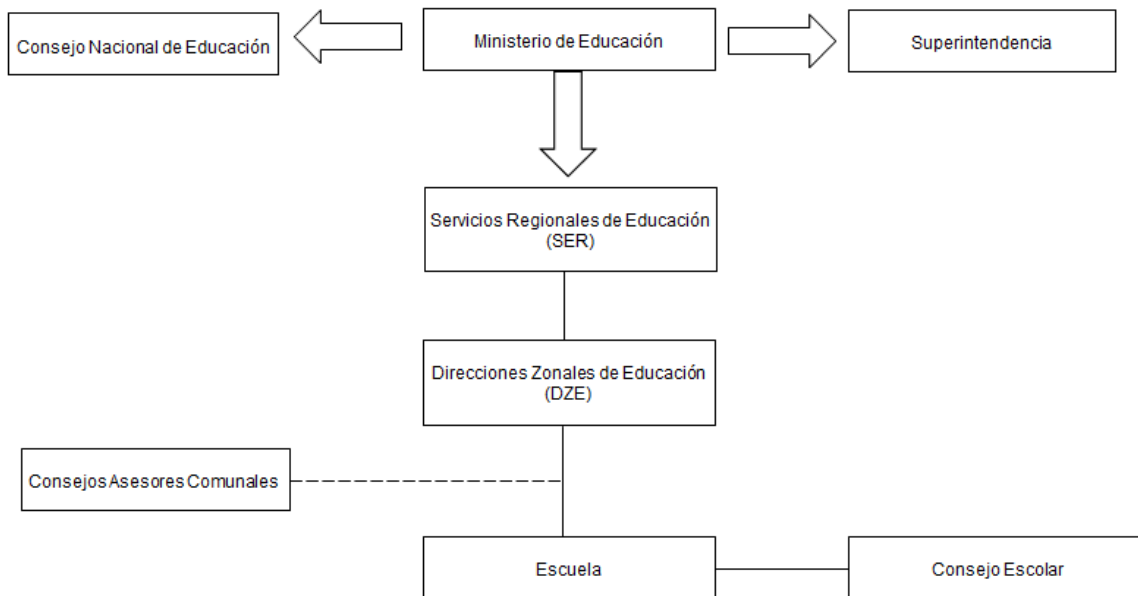 Consejo Nacional de Educación
Ministerio de Educación
Superintendencia
Servicios Regionales de Educación
(SER)
Direcciones Zonales de Educación
(DZE)
Consejos Asesores Comunales
Escuela
Consejo Escolar